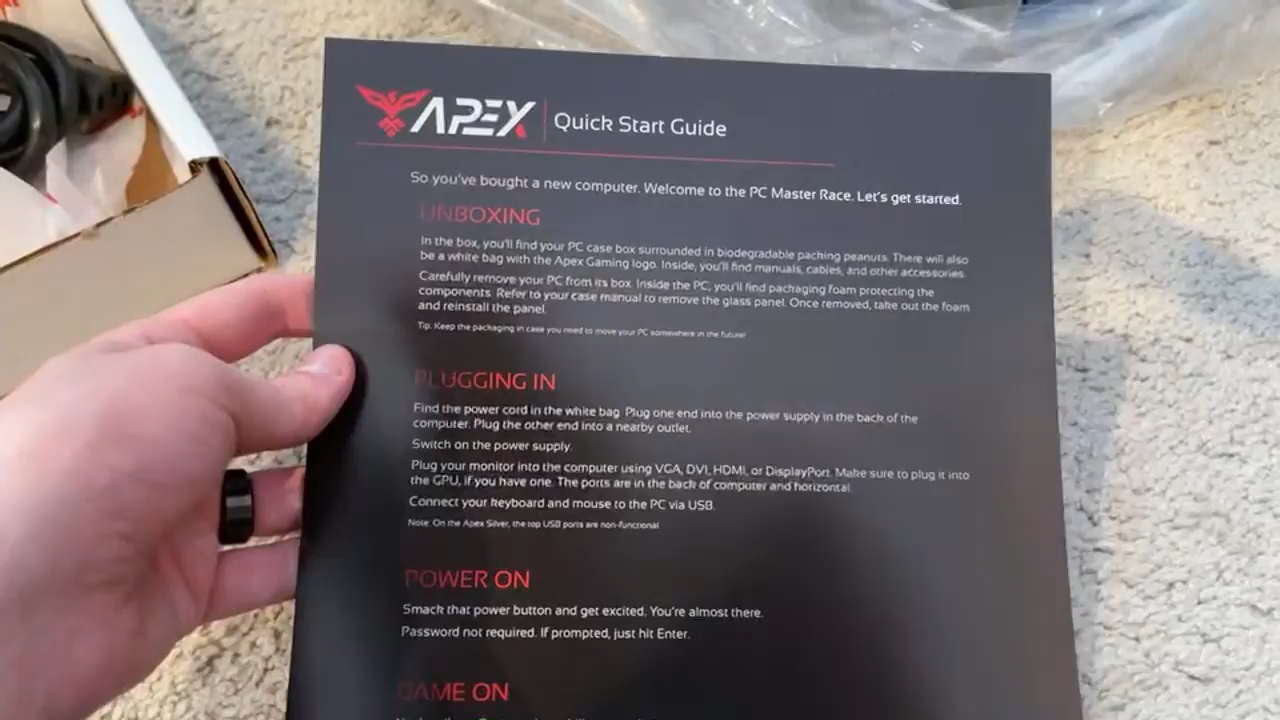 APEX Quick Start Guide
So you've bought a new computer. Welcome to the PC Master Race. Let's get started.
UNBOXING
In the box, you'll find your PC case box surrounded in biodegradable packing peanuts. There will also
be a white bag with the Apex Gaming logo. Inside, you'll find manuals, cables, and other accessories.
Carefully remove your PC from its box. Inside the PC, you'll find packaging foam protecting the
components. Refer to your case manual to remove the glass panel. Once removed, take out the foam
and reinstall the panel.
Tip: Keep the packaging in case you need to move your PC somewhere in the future!
PLUGGING IN
Find the power cord in the white bag. Plug one end into the power supply in the back of the
computer. Plug the other end into a nearby outlet.
Switch on the power supply.
Plug your monitor into the computer using VGA, DVI, HDMI, or DisplayPort. Make sure to plug it into
the GPU, if you have one. The ports are in the back of computer and horizontal.
Connect your keyboard and mouse to the PC via USB.
Note: On the Apex Silver, the top USB ports are non-functional
POWER ON
Smack that power button and get excited. You're almost there.
Password not required. If prompted, just hit Enter.
GAME ON